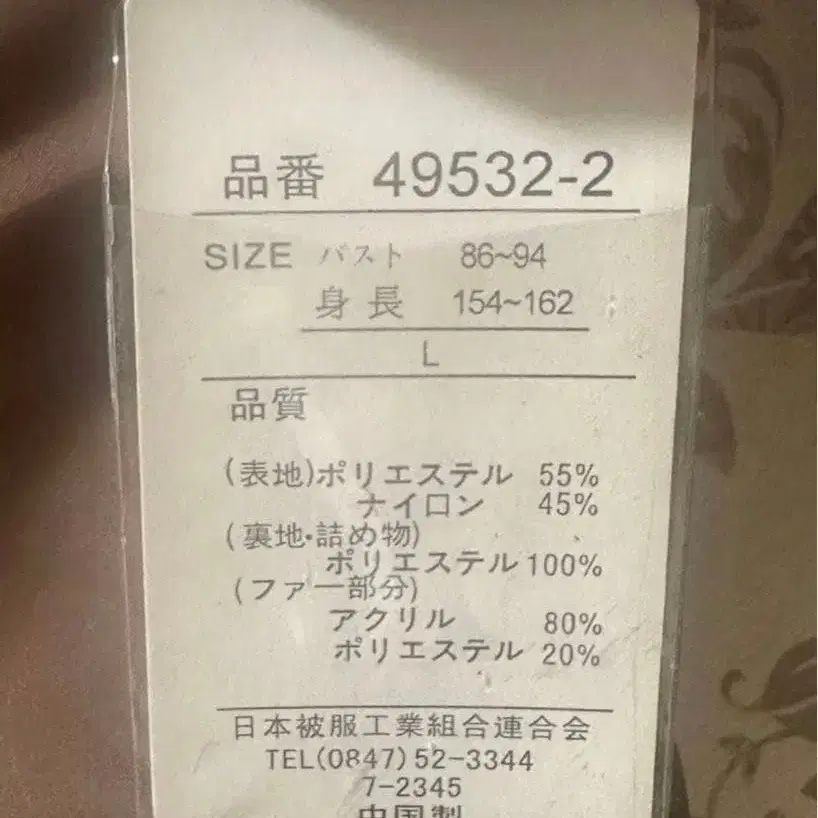 品番 49532-2
SIZE バスト 86~94
身長 154~162
L
品質
(表地)ポリエステル 55%
ナイロン 45%
(裏地・詰め物)
ポリエステル100%
(ファー部分)
アクリル 80%
ポリエステル 20%
日本被服工業組合連合会
TEL(0847)52-3344
7-2345
中国製